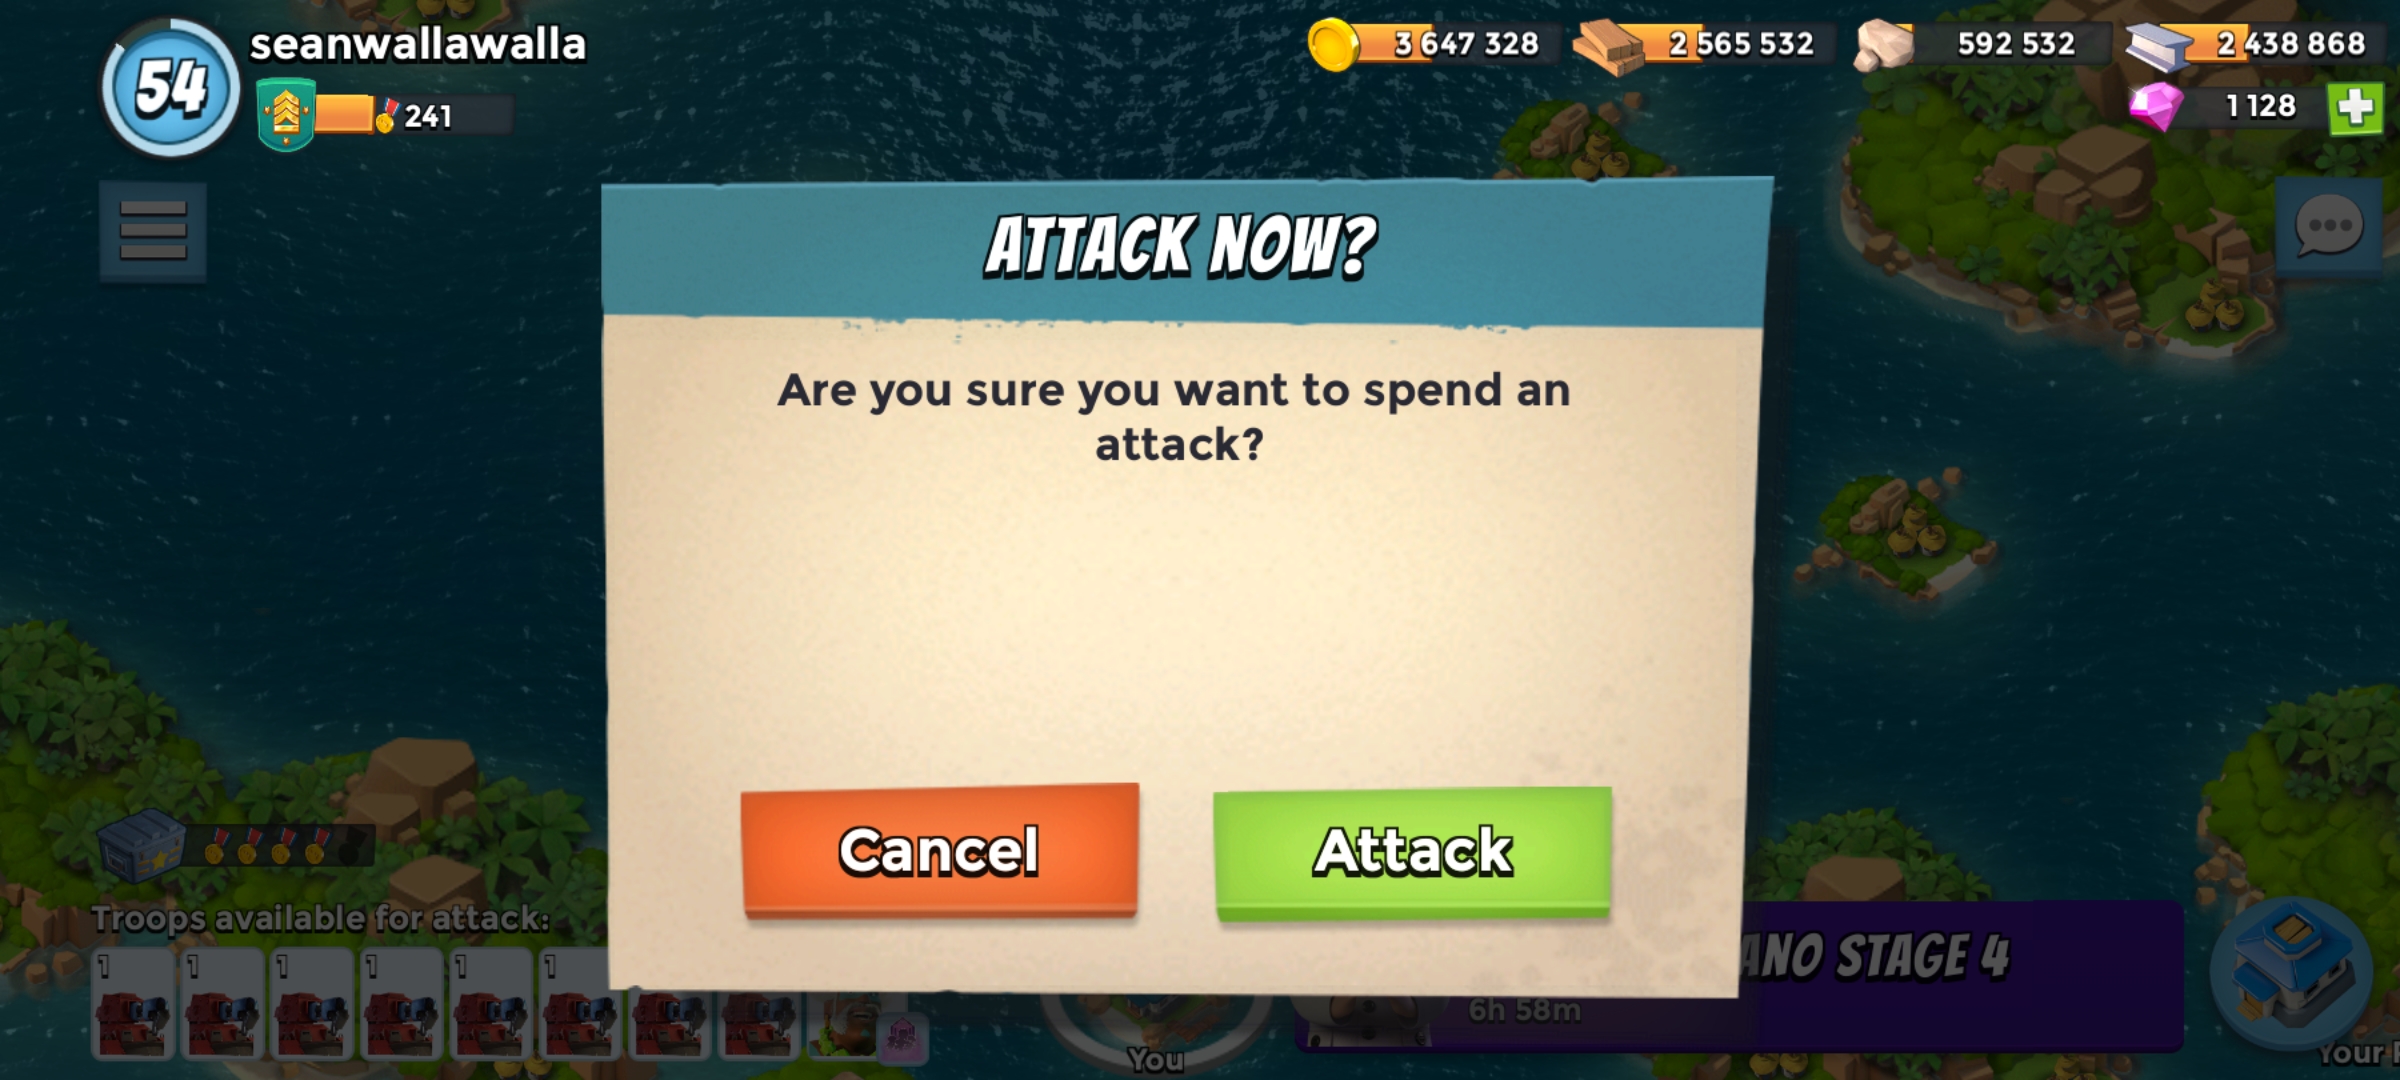 54
seanwallawalla
241
3 647 328
2 565 532
592 532
2 438 868
1 128
ATTACK NOW?
Are you sure you want to spend an
attack?
Cancel
Attack
Troops available for attack:
1 1 1 1 1 1
STAGE 4
6h 58m
You
Your